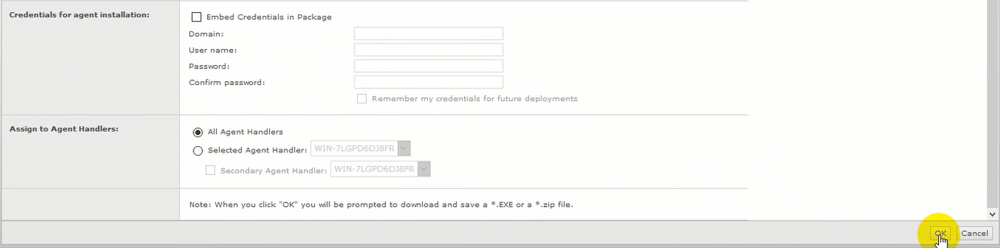 Credentials for agent installation:
Embed Credentials in Package
Domain:
User name:
Password:
Confirm password:
Remember my credentials for future deployments
Assign to Agent Handlers:
All Agent Handlers
Selected Agent Handler: WIN-7LGPD6DJ8FR
Secondary Agent Handler: WIN-7LGPD6DJ8FR
Note: When you click "OK" you will be prompted to download and save a *.EXE or a *.zip file.
OK Cancel